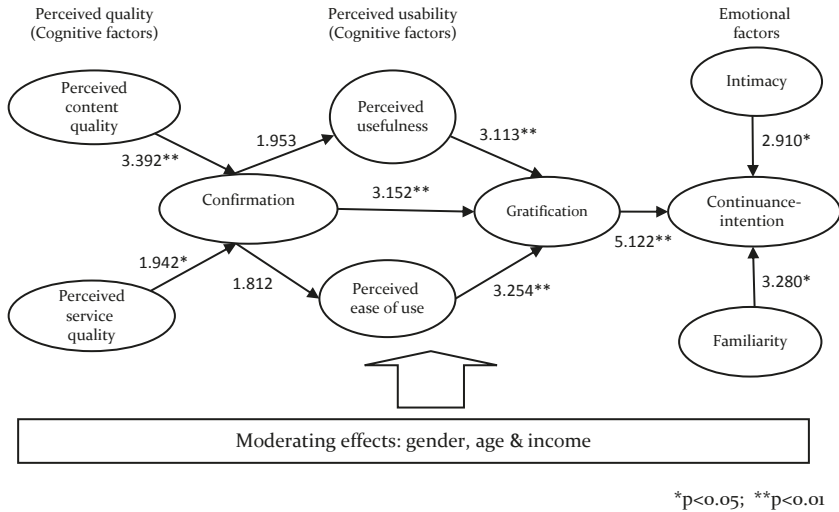 Perceived quality
(Cognitive factors)
Perceived usability
(Cognitive factors)
Emotional
factors
Perceived
content
quality
Perceived
usefulness
Intimacy
3.392**
1.953
3.113**
2.910*
Confirmation
3.152**
Gratification
5.122**
Continuance-
intention
1.942*
1.812
3.254**
3.280*
Perceived
service
quality
Perceived
ease of use
Familiarity
Moderating effects: gender, age & income
*p<0.05; **p<0.01